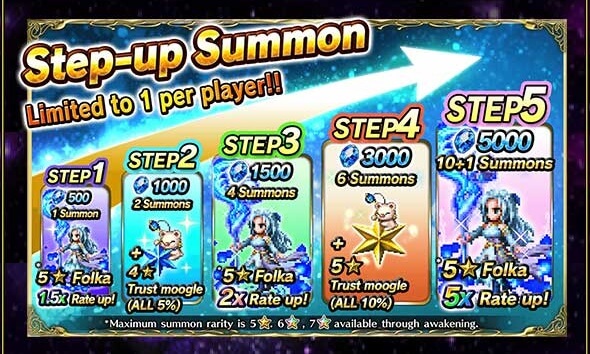 Step-up Summon
Limited to 1 per player!!
STEP1
500
1 Summon
5★ Folka
1.5x Rate up!
STEP2
1000
2 Summons
+
4★
Trust moogle
(ALL 5%)
STEP3
1500
4 Summons
5★ Folka
2x Rate up!
STEP4
3000
6 Summons
+
5★
Trust moogle
(ALL 10%)
STEP5
5000
10+1 Summons
5★ Folka
5x Rate up!
*Maximum summon rarity is 5★. 6★, 7★ available through awakening.